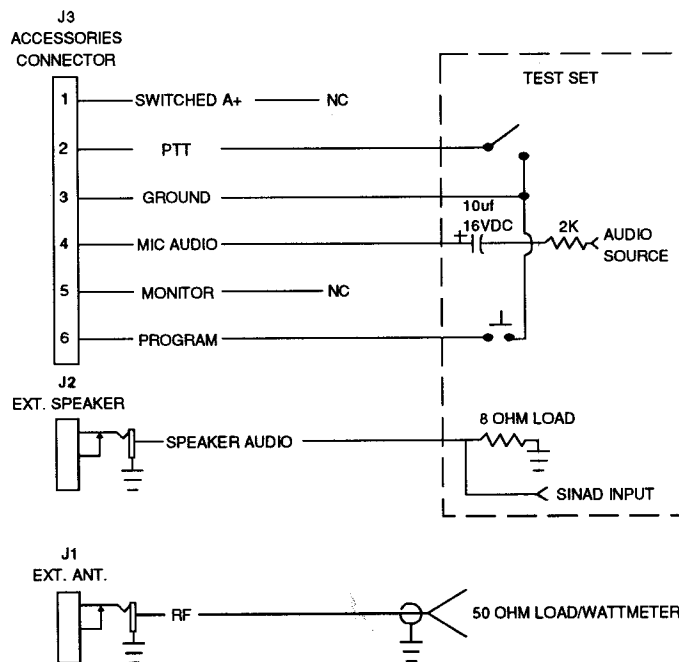 J3
ACCESSORIES
CONNECTOR
TEST SET
1 SWITCHED A+ NC
2 PTT
3 GROUND
10uf
16VDC
+
2K
4 MIC AUDIO
AUDIO
SOURCE
5 MONITOR NC
6 PROGRAM
J2
EXT. SPEAKER
8 OHM LOAD
SPEAKER AUDIO
SINAD INPUT
J1
EXT. ANT.
RF
50 OHM LOAD/WATTMETER